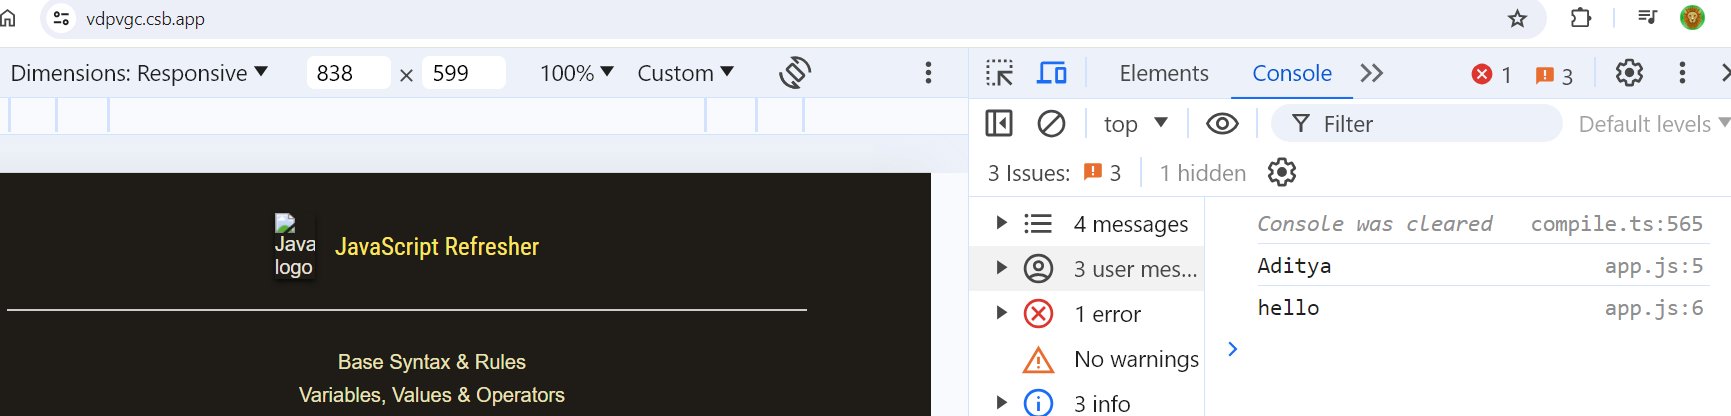 vdpvgc.csb.app
Dimensions: Responsive 838 × 599 100% Custom
Elements Console 1 3
top Filter Default levels
3 Issues: 3 1 hidden
4 messages
3 user mes...
1 error
No warnings
3 info
Console was cleared compile.ts:565
Aditya app.js:5
hello app.js:6
Java
logo
JavaScript Refresher
Base Syntax & Rules
Variables, Values & Operators